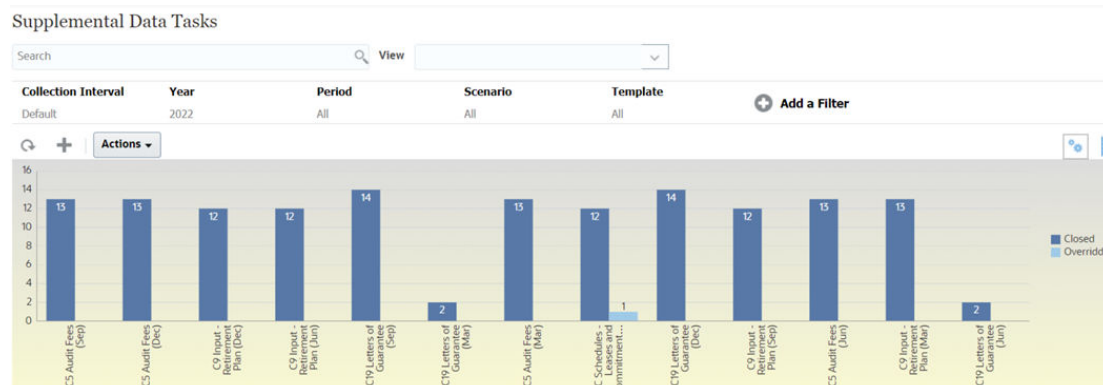 Supplemental Data Tasks
Search
View
Collection Interval Year Period Scenario Template
Add a Filter
Default 2022 All All All
Actions
16
14
12
10
8
6
4
2
0
13 13 12 12 14 2 13 12 1 14 12 13 13 2
Closed
Overridd
C5 Audit Fees
(Sep)
C5 Audit Fees
(Dec)
C9 Input -
Retirement
Plan (Dec)
C9 Input -
Retirement
Plan (Jun)
C19 Letters of
Guarantee
(Sep)
C19 Letters of
Guarantee
(Mar)
C5 Audit Fees
(Mar)
C Schedules -
Leases and
ommitment...
C19 Letters of
Guarantee
(Dec)
C9 Input -
Retirement
Plan (Sep)
C5 Audit Fees
(Jun)
C9 Input -
Retirement
Plan (Mar)
C19 Letters of
Guarantee
(Jun)